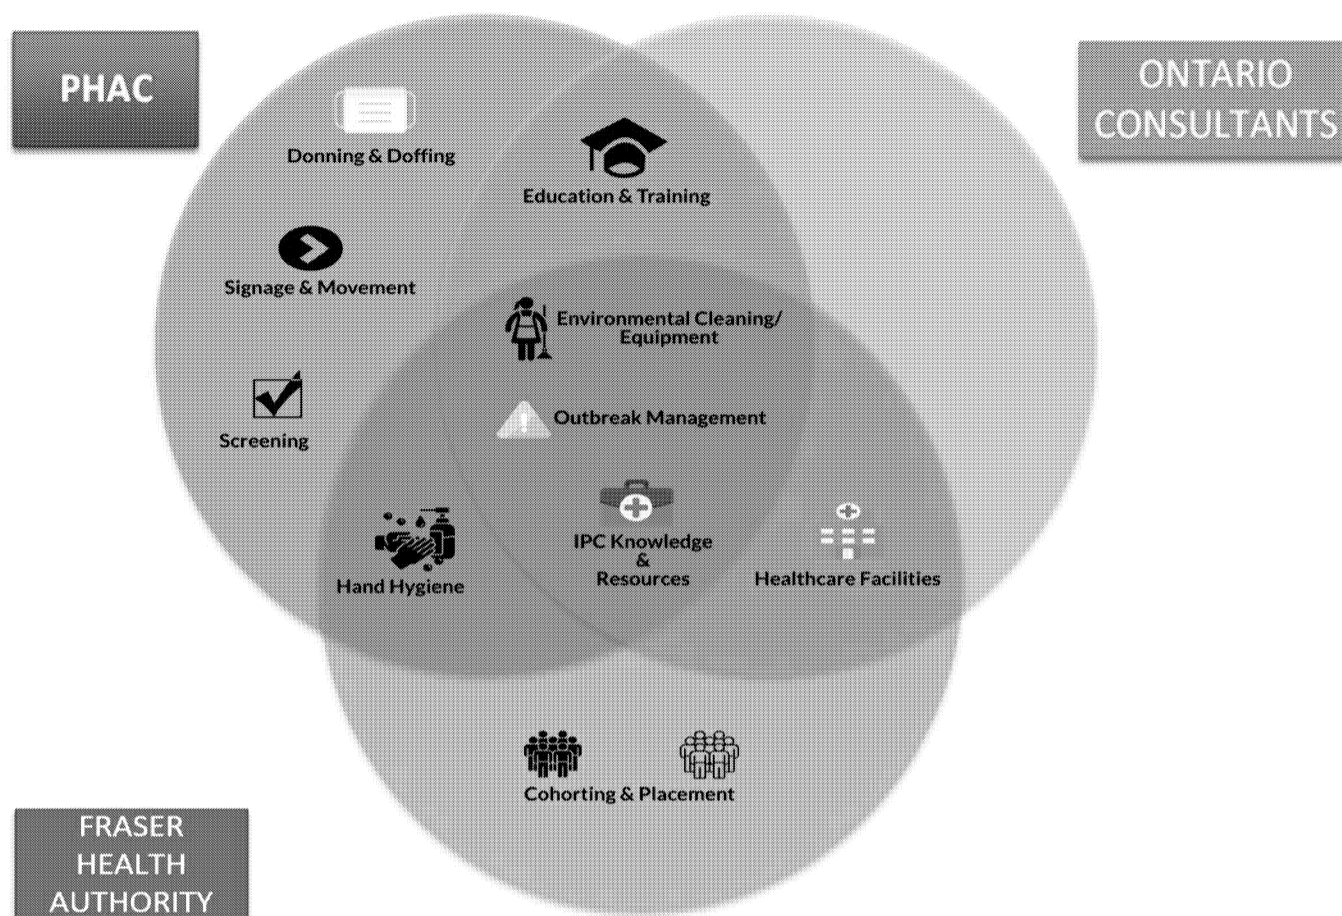 PHAC
ONTARIO
CONSULTANTS
Donning & Doffing
Education & Training
Signage & Movement
Environmental Cleaning/
Equipment
Outbreak Management
Screening
IPC Knowledge
&
Resources
Hand Hygiene
Healthcare Facilities
Cohorting & Placement
FRASER
HEALTH
AUTHORITY